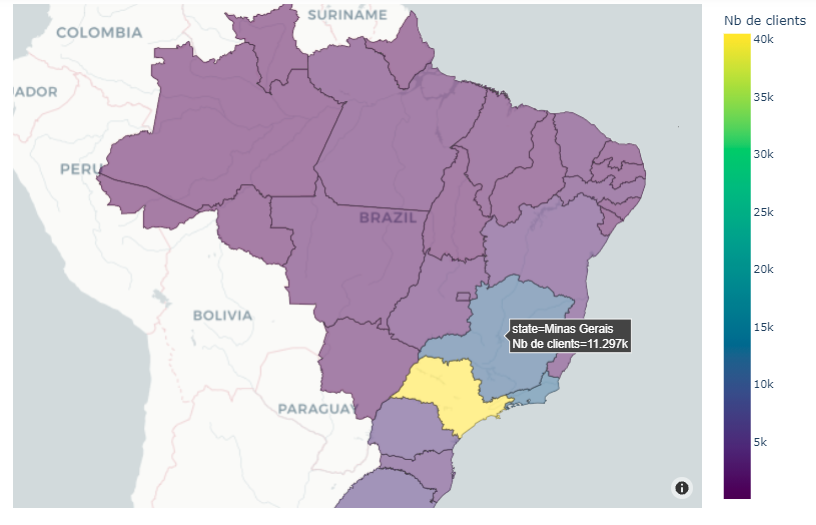 SURINAME
COLOMBIA
ADOR
PERU
BRAZIL
BOLIVIA
PARAGUAY
state=Minas Gerais
Nb de clients=11.297k
Nb de clients
40k
35k
30k
25k
20k
15k
10k
5k
i